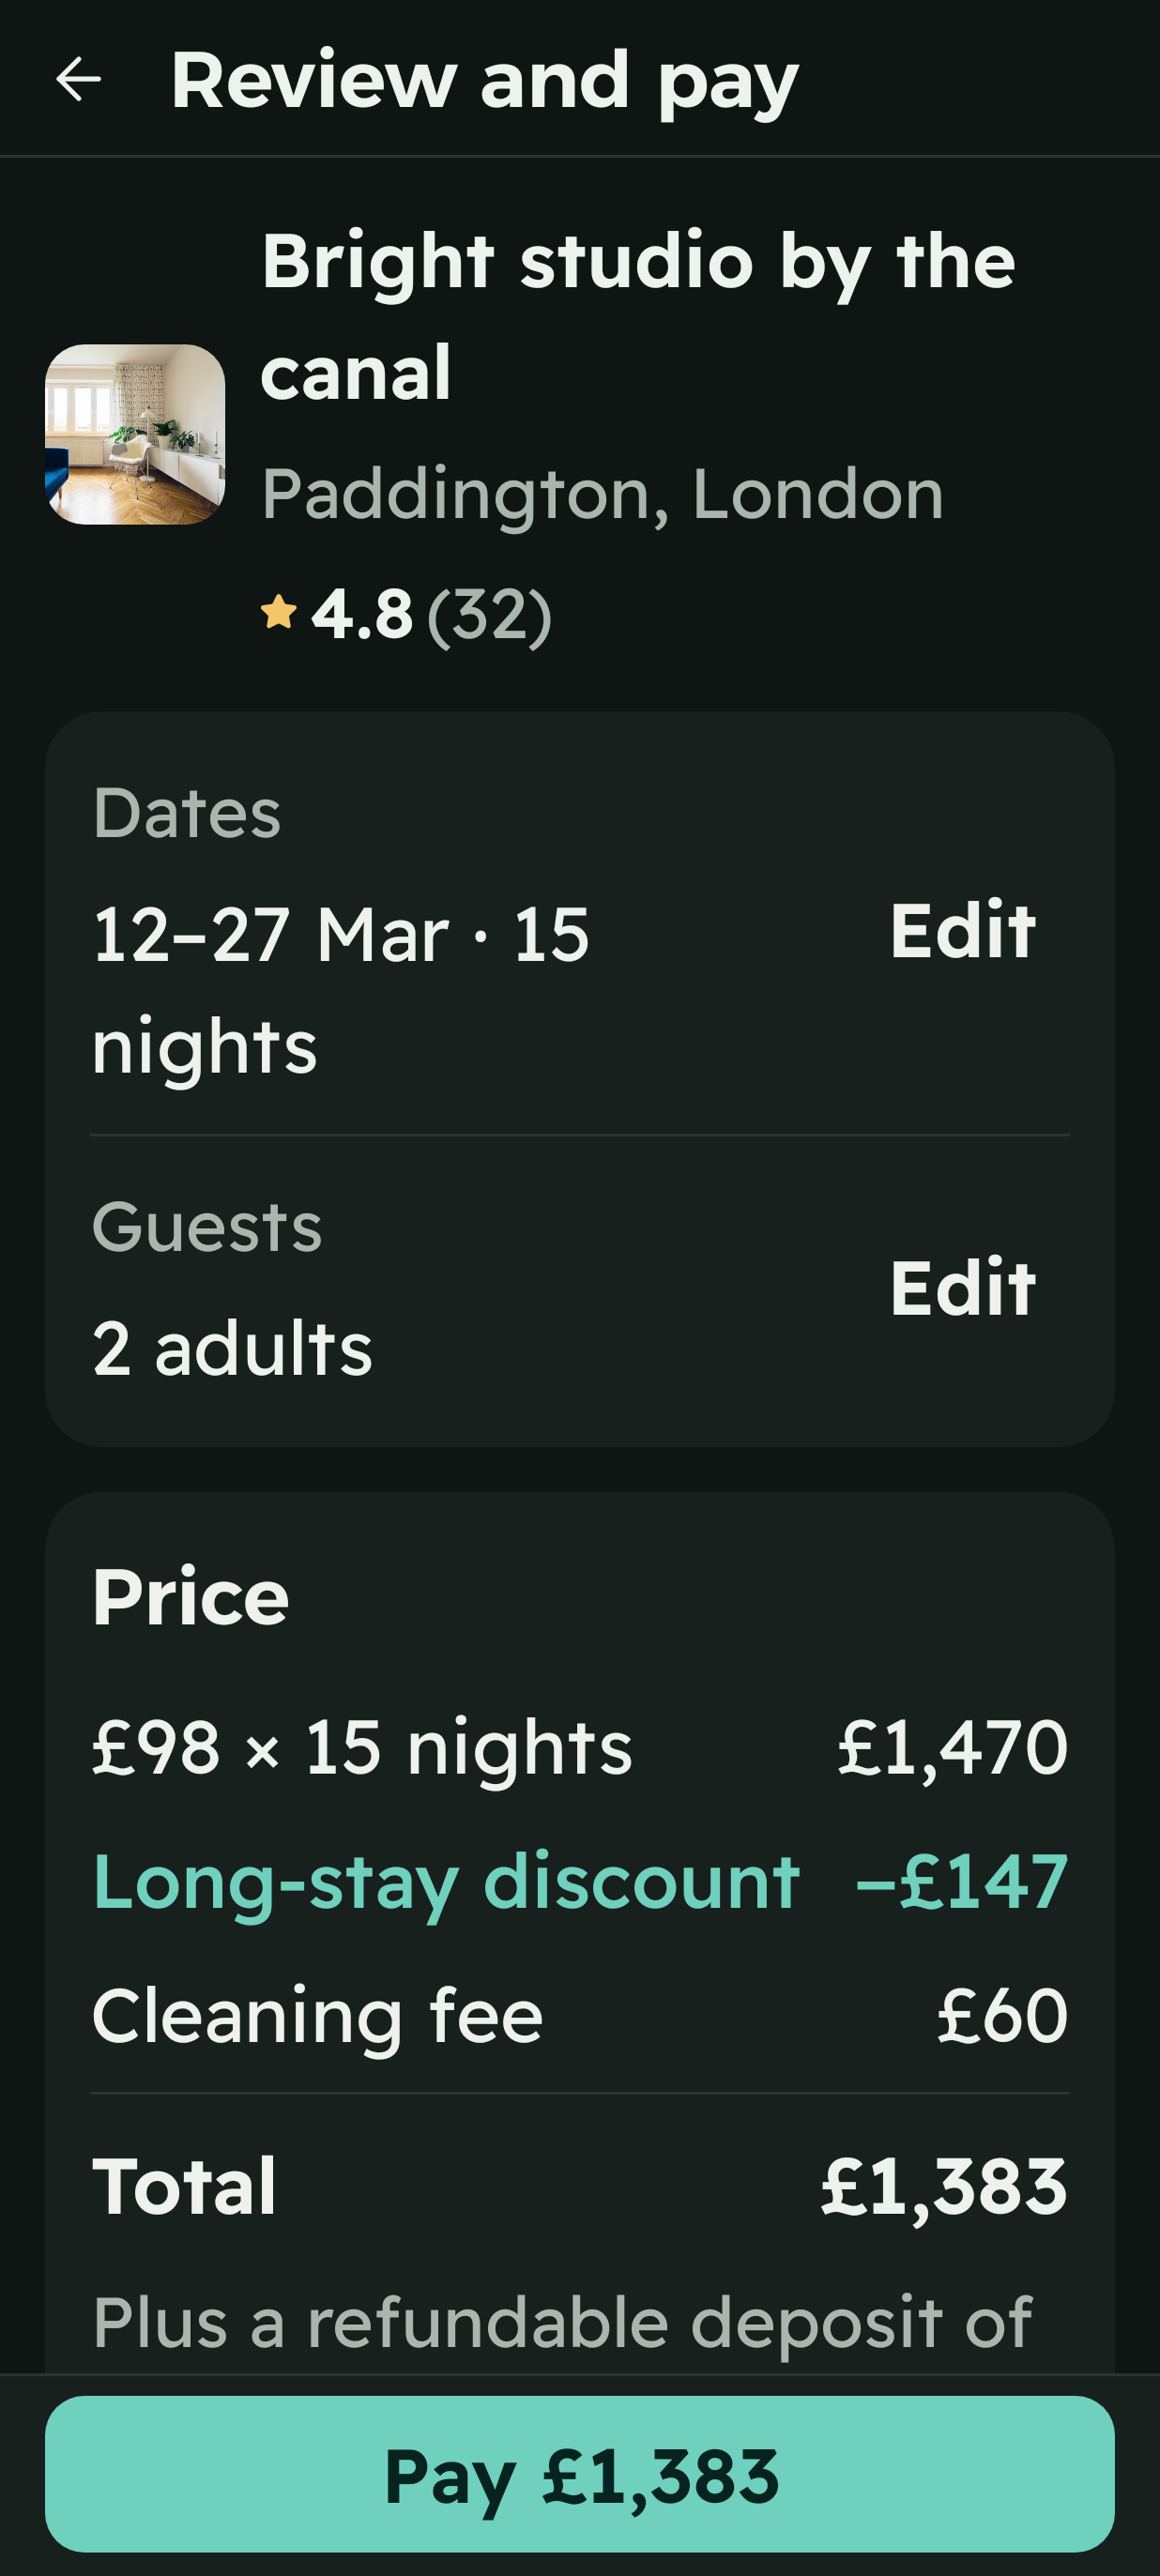 Review and pay
Bright studio by the
canal
Paddington, London
4.8 (32)
Dates
12–27 Mar · 15
nights
Edit
Guests
2 adults
Edit
Price
£98 × 15 nights £1,470
Long-stay discount −£147
Cleaning fee £60
Total £1,383
Plus a refundable deposit of
Pay £1,383